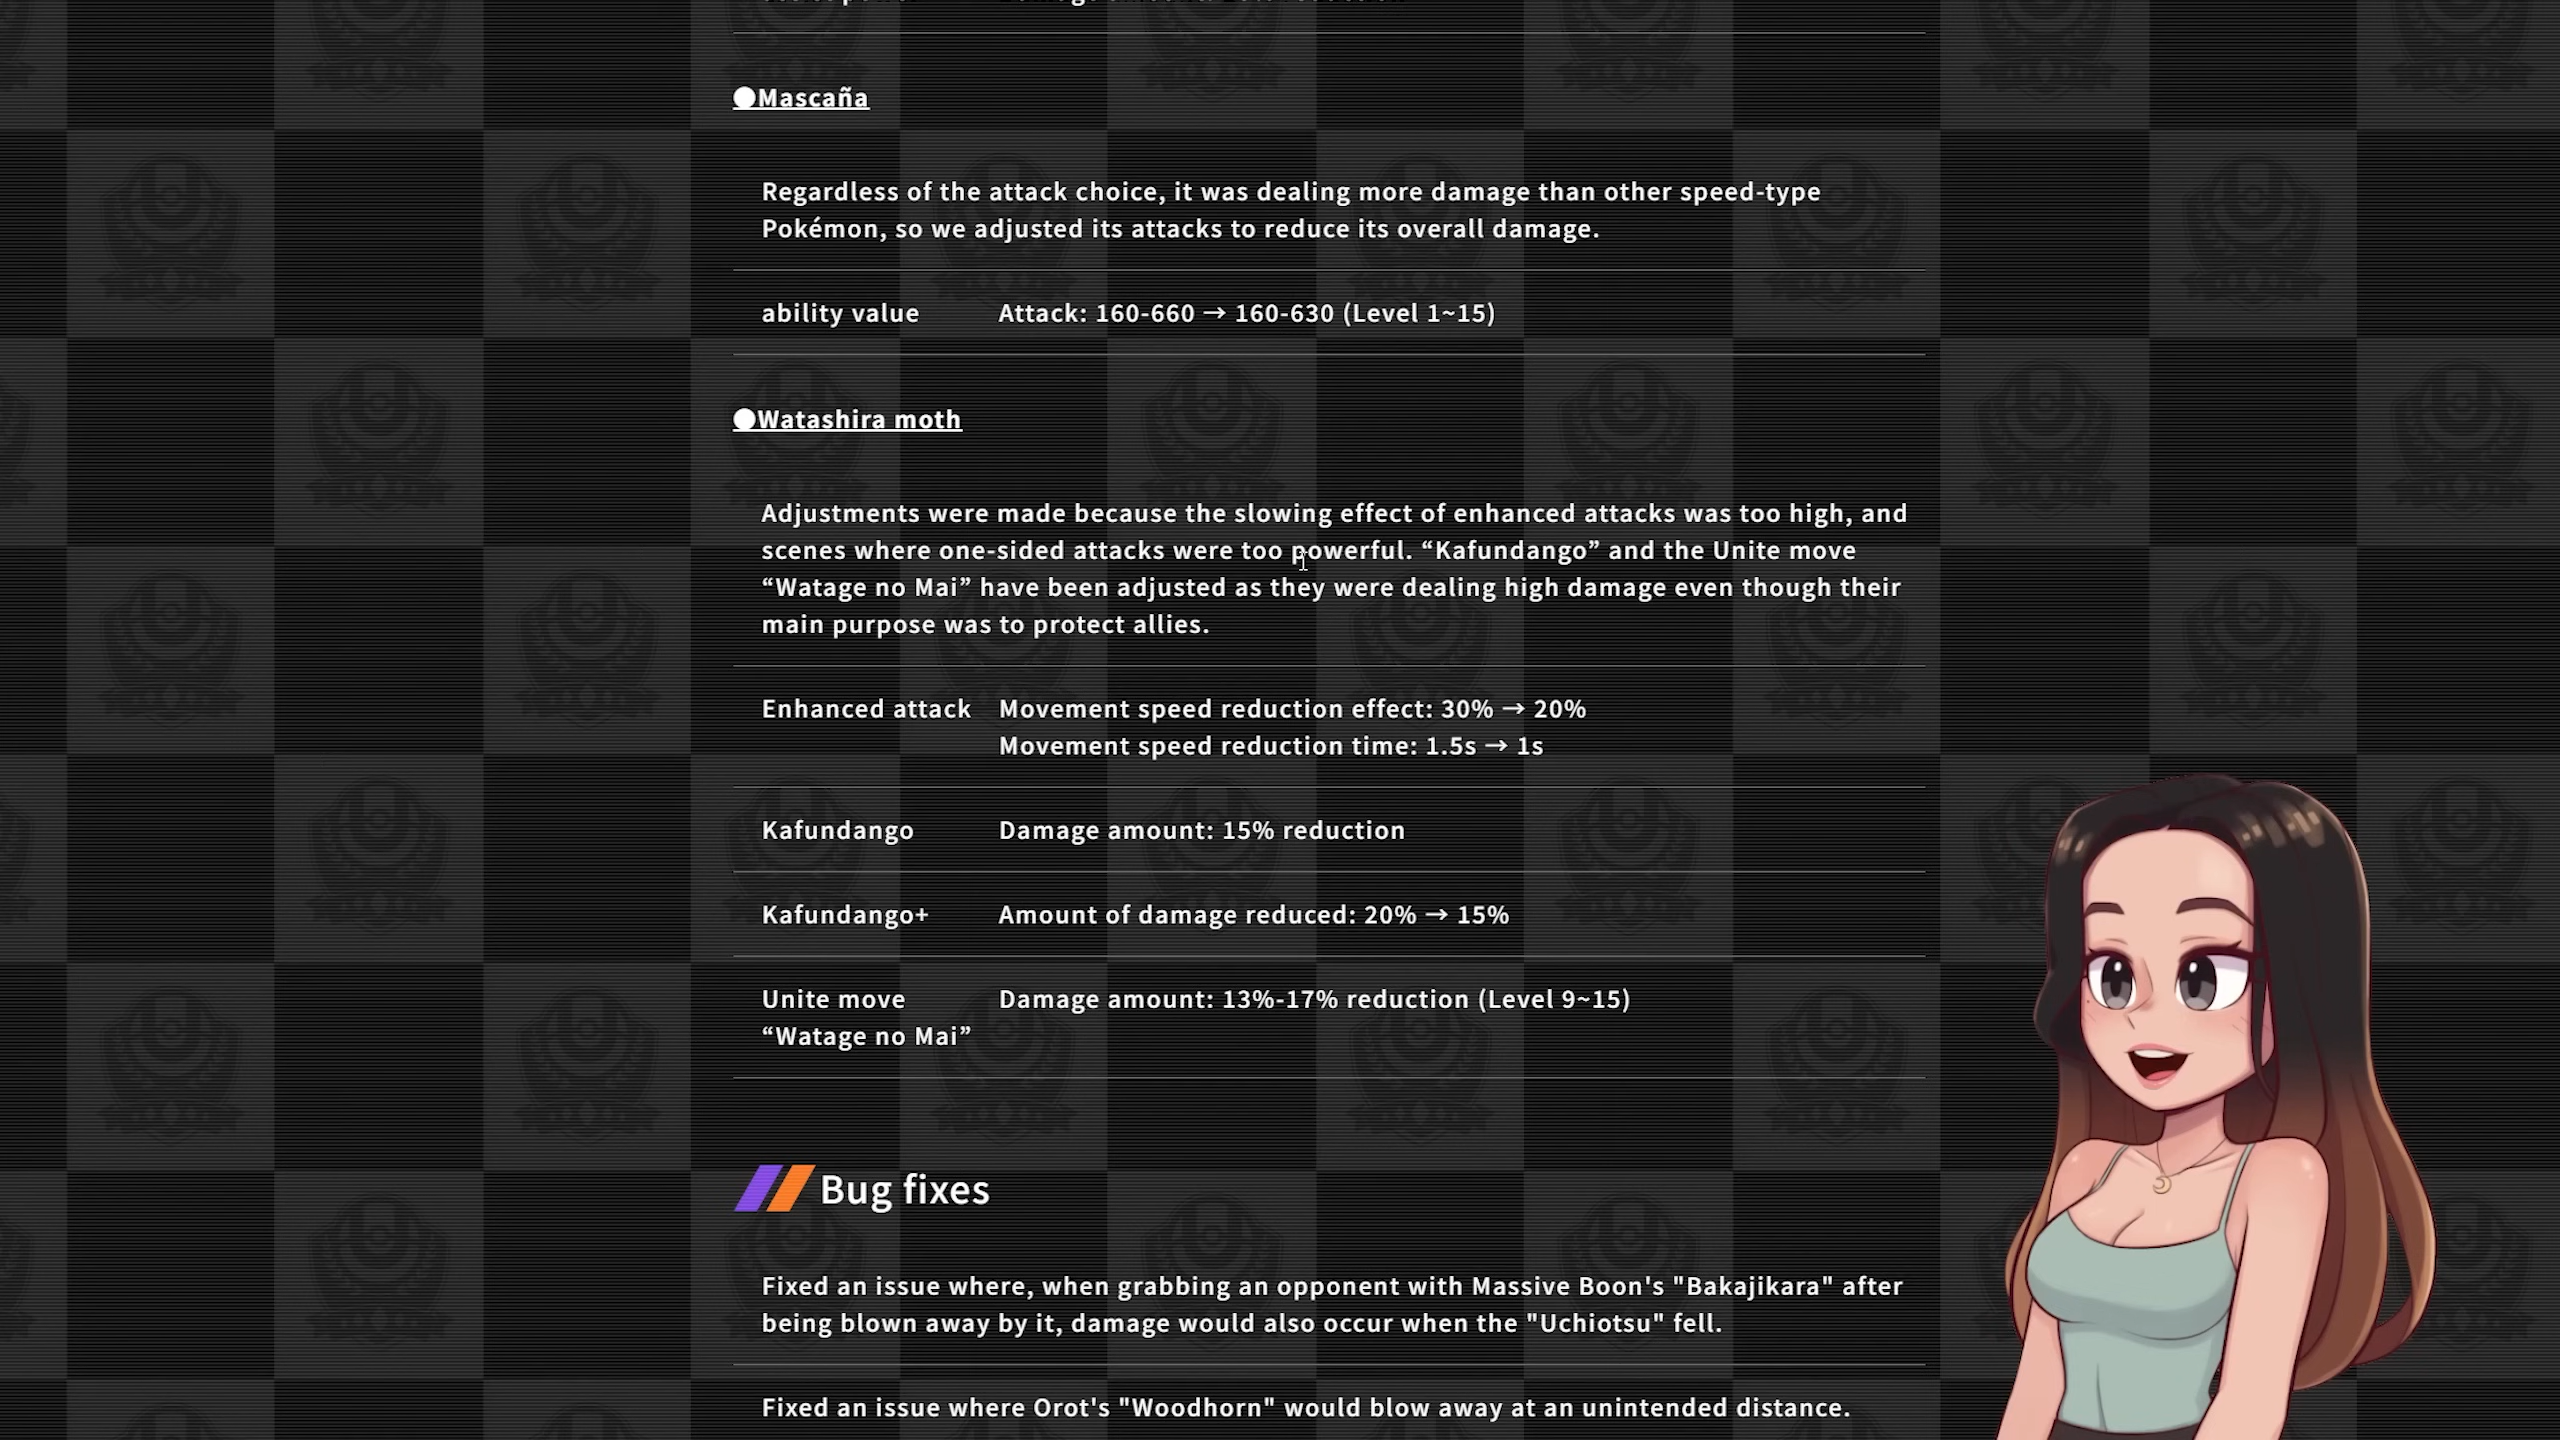 ●Mascaña
Regardless of the attack choice, it was dealing more damage than other speed-type
Pokémon, so we adjusted its attacks to reduce its overall damage.
ability value Attack: 160-660 → 160-630 (Level 1~15)
●Watashira moth
Adjustments were made because the slowing effect of enhanced attacks was too high, and
scenes where one-sided attacks were too powerful. “Kafundango” and the Unite move
“Watage no Mai” have been adjusted as they were dealing high damage even though their
main purpose was to protect allies.
Enhanced attack Movement speed reduction effect: 30% → 20%
Movement speed reduction time: 1.5s → 1s
Kafundango Damage amount: 15% reduction
Kafundango+ Amount of damage reduced: 20% → 15%
Unite move Damage amount: 13%-17% reduction (Level 9~15)
“Watage no Mai”
Bug fixes
Fixed an issue where, when grabbing an opponent with Massive Boon's "Bakajikara" after
being blown away by it, damage would also occur when the "Uchiotsu" fell.
Fixed an issue where Orot's "Woodhorn" would blow away at an unintended distance.